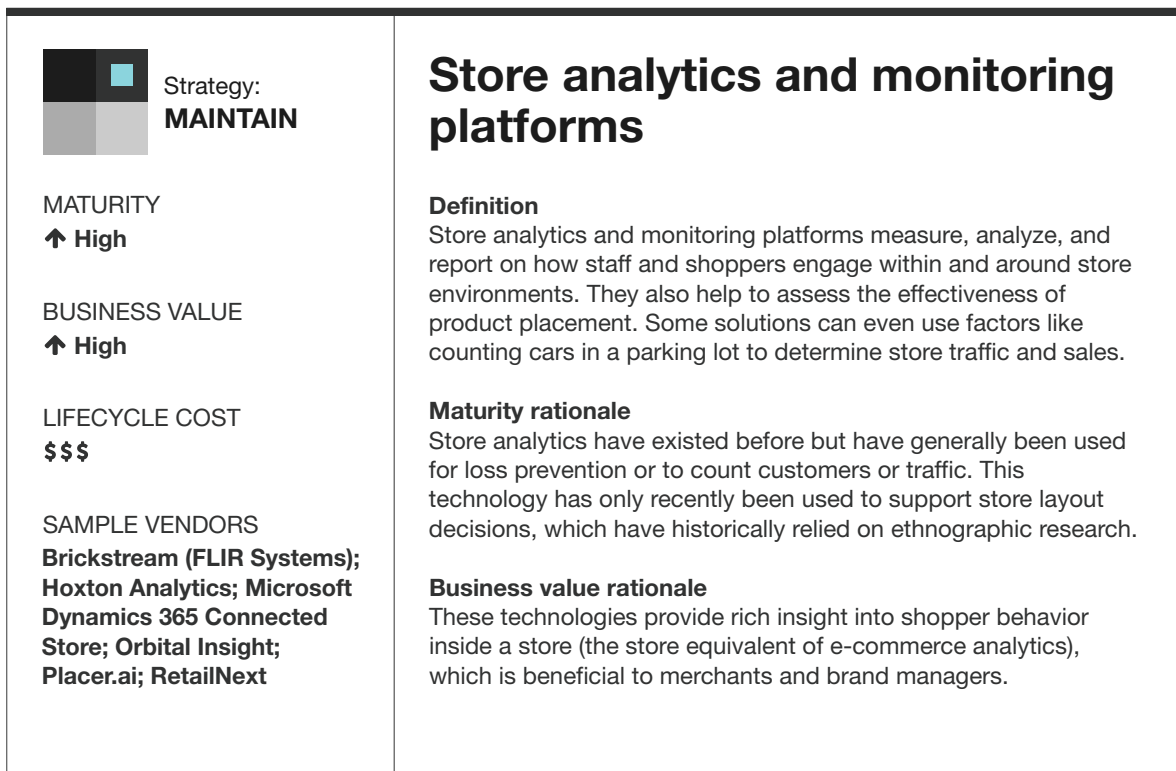 Strategy:
MAINTAIN
MATURITY
↑ High
BUSINESS VALUE
↑ High
LIFECYCLE COST
$$$
SAMPLE VENDORS
Brickstream (FLIR Systems);
Hoxton Analytics; Microsoft
Dynamics 365 Connected
Store; Orbital Insight;
Placer.ai; RetailNext
Store analytics and monitoring
platforms
Definition
Store analytics and monitoring platforms measure, analyze, and
report on how staff and shoppers engage within and around store
environments. They also help to assess the effectiveness of
product placement. Some solutions can even use factors like
counting cars in a parking lot to determine store traffic and sales.
Maturity rationale
Store analytics have existed before but have generally been used
for loss prevention or to count customers or traffic. This
technology has only recently been used to support store layout
decisions, which have historically relied on ethnographic research.
Business value rationale
These technologies provide rich insight into shopper behavior
inside a store (the store equivalent of e-commerce analytics),
which is beneficial to merchants and brand managers.